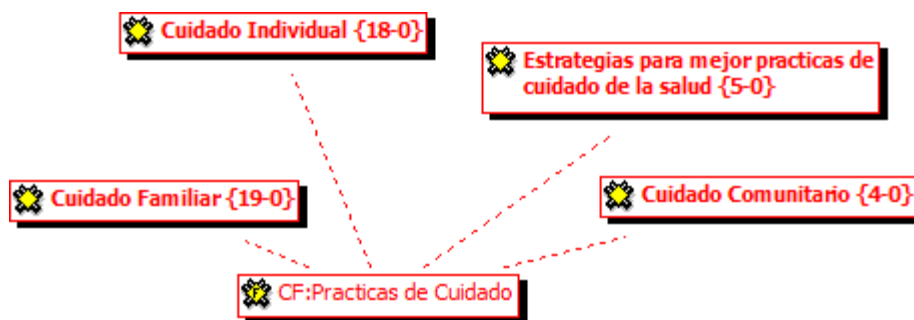 Cuidado Individual {18-0}
Estrategias para mejor practicas de
cuidado de la salud {5-0}
Cuidado Familiar {19-0}
Cuidado Comunitario {4-0}
F CF:Practicas de Cuidado